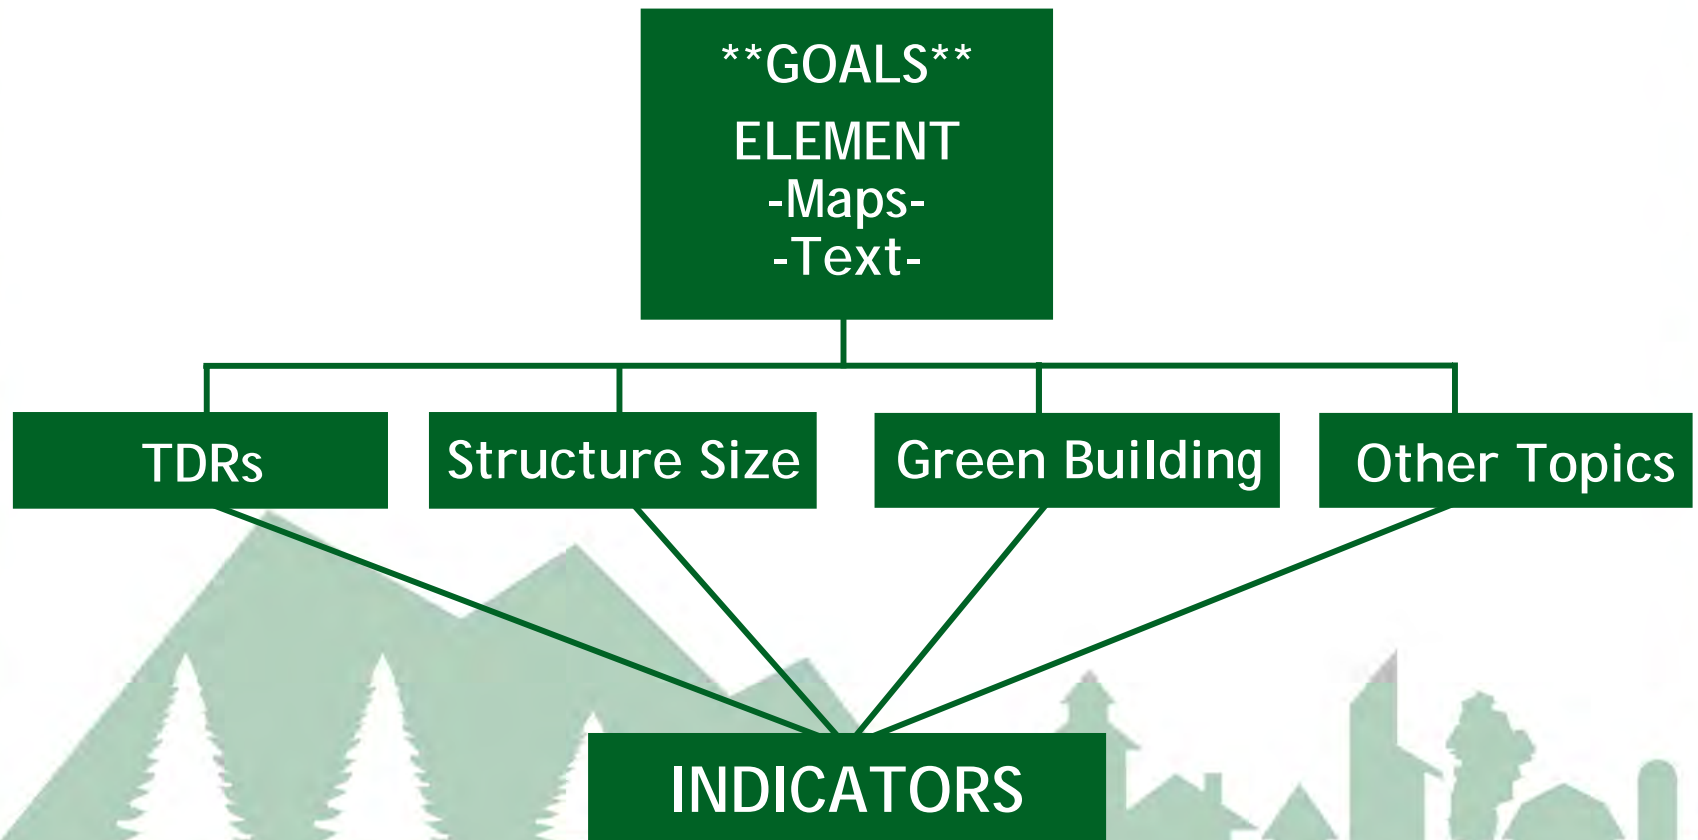 **GOALS**
ELEMENT
-Maps-
-Text-
TDRs
Structure Size
Green Building
Other Topics
INDICATORS